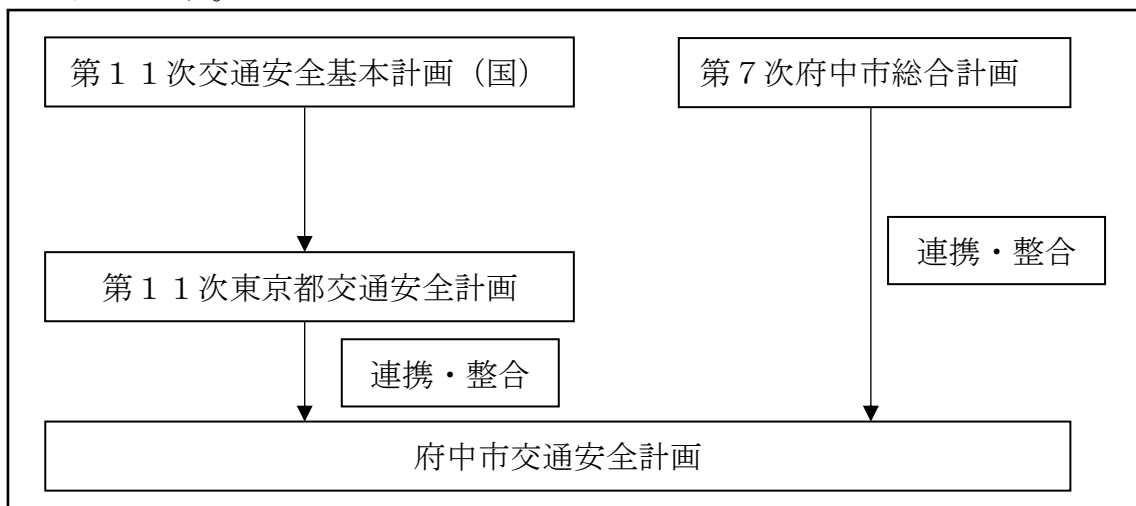 第１１次交通安全基本計画（国）
第７次府中市総合計画
連携・整合
第１１次東京都交通安全計画
連携・整合
府中市交通安全計画